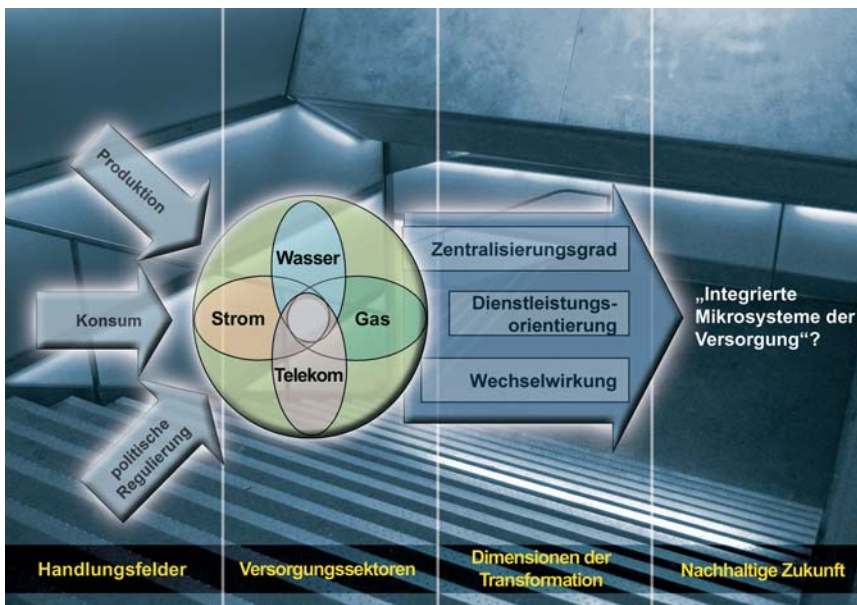 Produktion
Konsum
politische
Regulierung
Wasser
Strom
Gas
Telekom
Zentralisierungsgrad
Dienstleistungs-
orientierung
Wechselwirkung
„Integrierte
Mikrosysteme der
Versorgung“?
Handlungsfelder
Versorgungssektoren
Dimensionen der
Transformation
Nachhaltige Zukunft